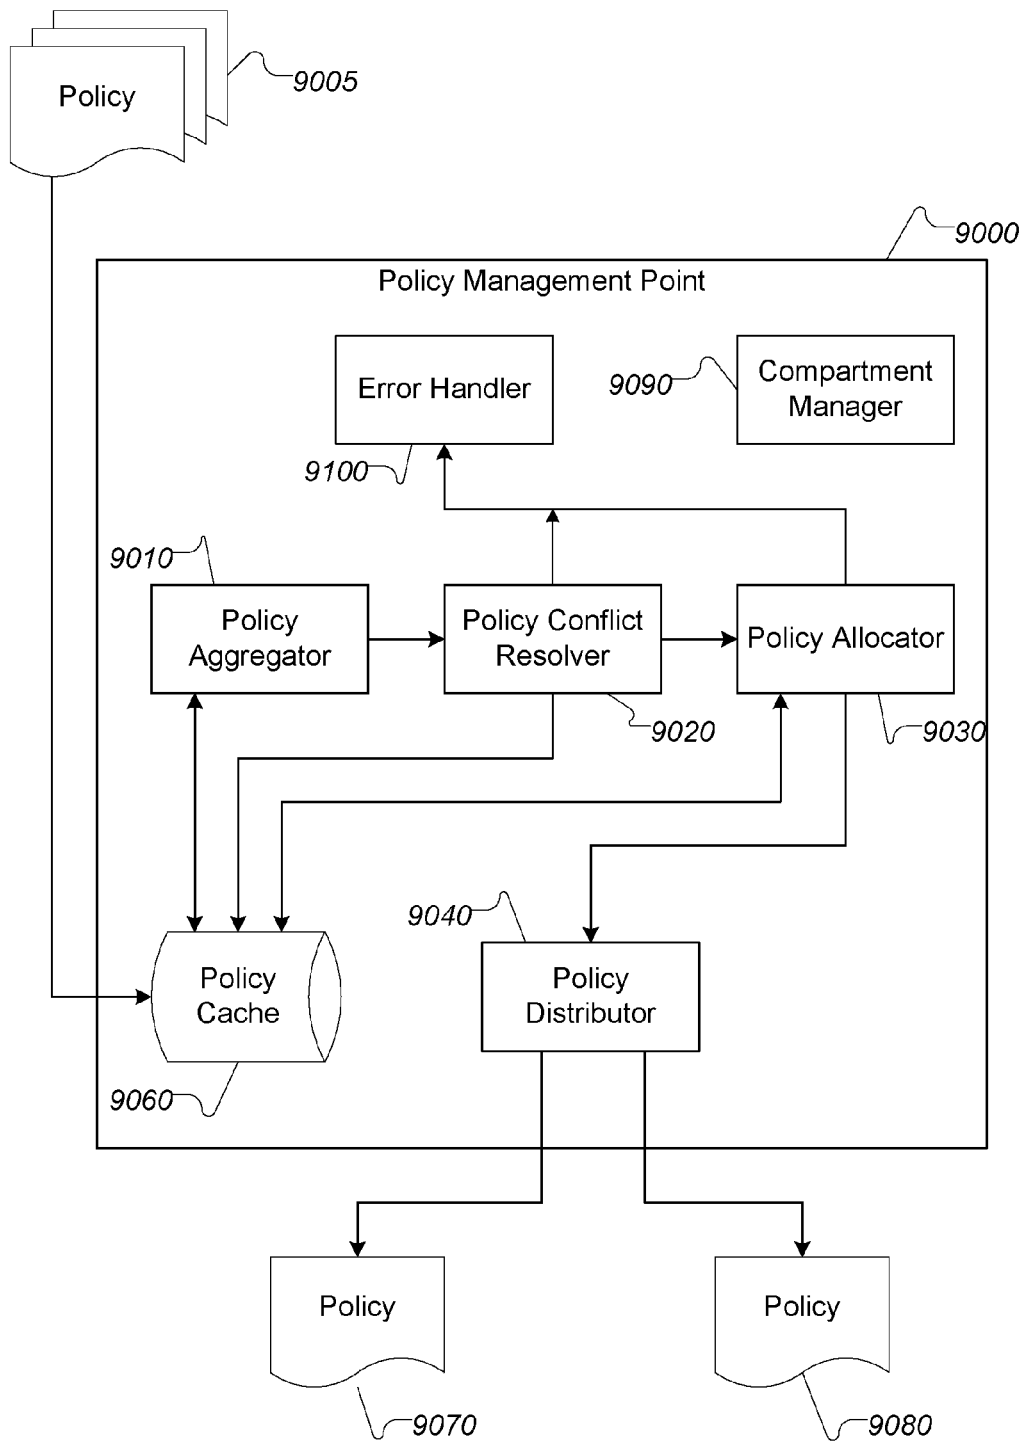 Policy
9005
9000
Policy Management Point
Error Handler
9090
Compartment
Manager
9100
9010
Policy
Aggregator
Policy Conflict
Resolver
Policy Allocator
9020
9030
9040
Policy
Cache
Policy
Distributor
9060
Policy
Policy
9070
9080